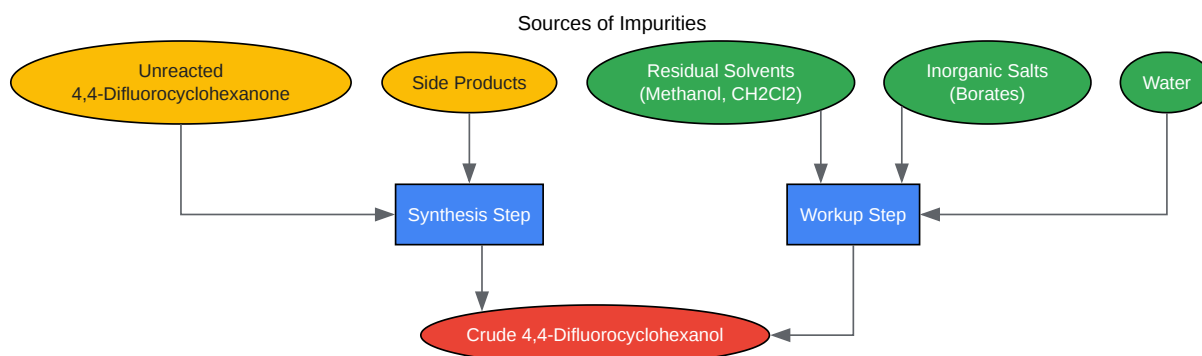 Sources of Impurities
Unreacted
4,4-Difluorocyclohexanone
Side Products
Residual Solvents
(Methanol, CH2Cl2)
Inorganic Salts
(Borates)
Water
Synthesis Step
Workup Step
Crude 4,4-Difluorocyclohexanol